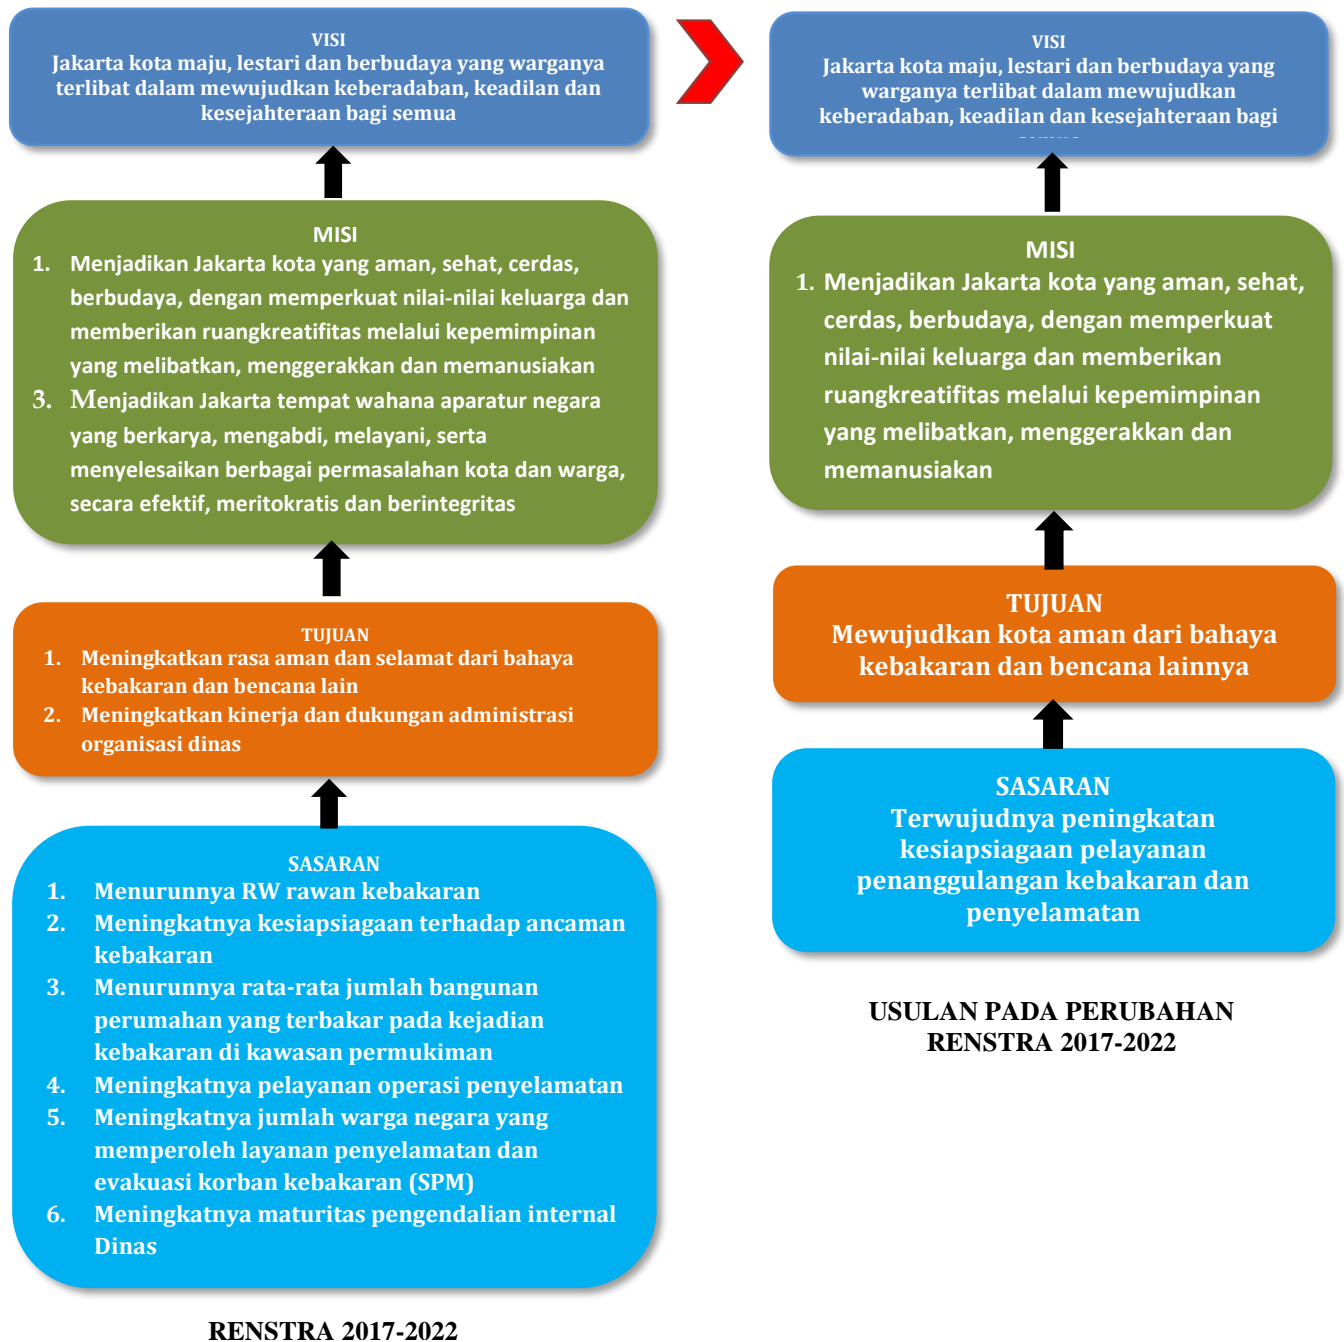 VISI
Jakarta kota maju, lestari dan berbudaya yang warganya
terlibat dalam mewujudkan keberadaban, keadilan dan
kesejahteraan bagi semua
MISI
1. Menjadikan Jakarta kota yang aman, sehat, cerdas,
berbudaya, dengan memperkuat nilai-nilai keluarga dan
memberikan ruangkreatifitas melalui kepemimpinan
yang melibatkan, menggerakkan dan memanusiakan
3. Menjadikan Jakarta tempat wahana aparatur negara
yang berkarya, mengabdi, melayani, serta
menyelesaikan berbagai permasalahan kota dan warga,
secara efektif, meritokratis dan berintegritas
TUJUAN
1. Meningkatkan rasa aman dan selamat dari bahaya
kebakaran dan bencana lain
2. Meningkatkan kinerja dan dukungan administrasi
organisasi dinas
SASARAN
1. Menurunnya RW rawan kebakaran
2. Meningkatnya kesiapsiagaan terhadap ancaman
kebakaran
3. Menurunnya rata-rata jumlah bangunan
perumahan yang terbakar pada kejadian
kebakaran di kawasan permukiman
4. Meningkatnya pelayanan operasi penyelamatan
5. Meningkatnya jumlah warga negara yang
memperoleh layanan penyelamatan dan
evakuasi korban kebakaran (SPM)
6. Meningkatnya maturitas pengendalian internal
Dinas
RENSTRA 2017-2022
VISI
Jakarta kota maju, lestari dan berbudaya yang
warganya terlibat dalam mewujudkan
keberadaban, keadilan dan kesejahteraan bagi
MISI
1. Menjadikan Jakarta kota yang aman, sehat,
cerdas, berbudaya, dengan memperkuat
nilai-nilai keluarga dan memberikan
ruangkreatifitas melalui kepemimpinan
yang melibatkan, menggerakkan dan
memanusiakan
TUJUAN
Mewujudkan kota aman dari bahaya
kebakaran dan bencana lainnya
SASARAN
Terwujudnya peningkatan
kesiapsiagaan pelayanan
penanggulangan kebakaran dan
penyelamatan
USULAN PADA PERUBAHAN
RENSTRA 2017-2022